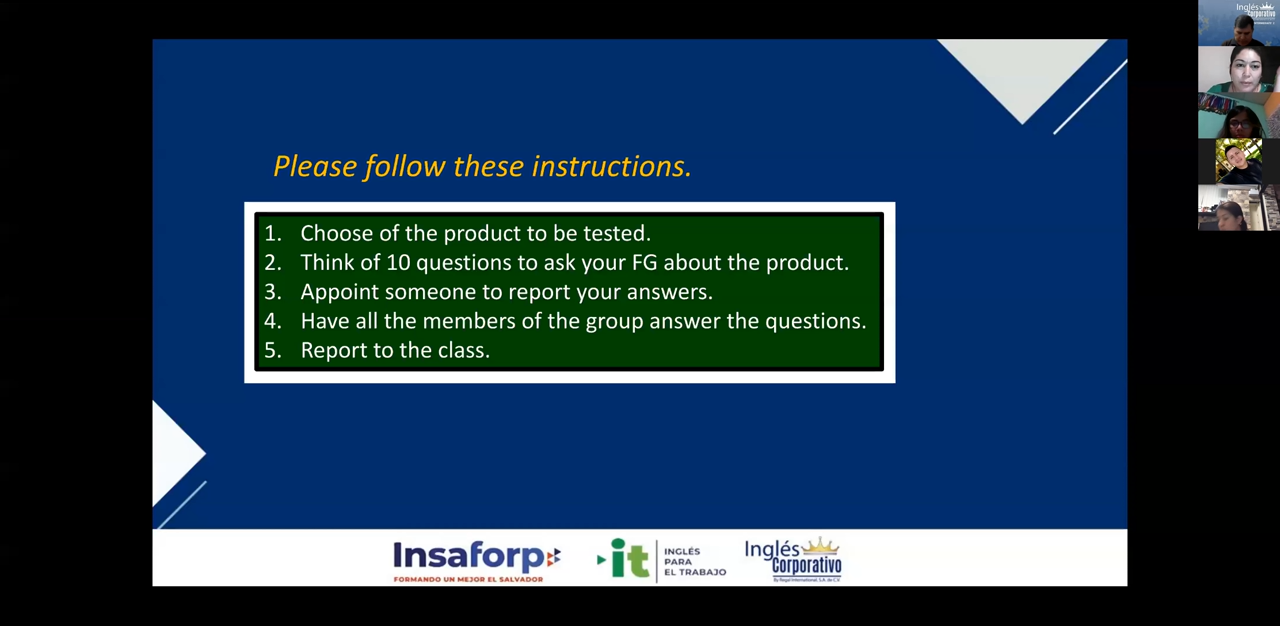 Inglés
Corporativo
Please follow these instructions.
1. Choose of the product to be tested.
2. Think of 10 questions to ask your FG about the product.
3. Appoint someone to report your answers.
4. Have all the members of the group answer the questions.
5. Report to the class.
Insaforp
FORMANDO UN MEJOR EL SALVADOR
it
INGLÉS
PARA
EL TRABAJO
Inglés
Corporativo
By Regal International, S.A. de C.V.